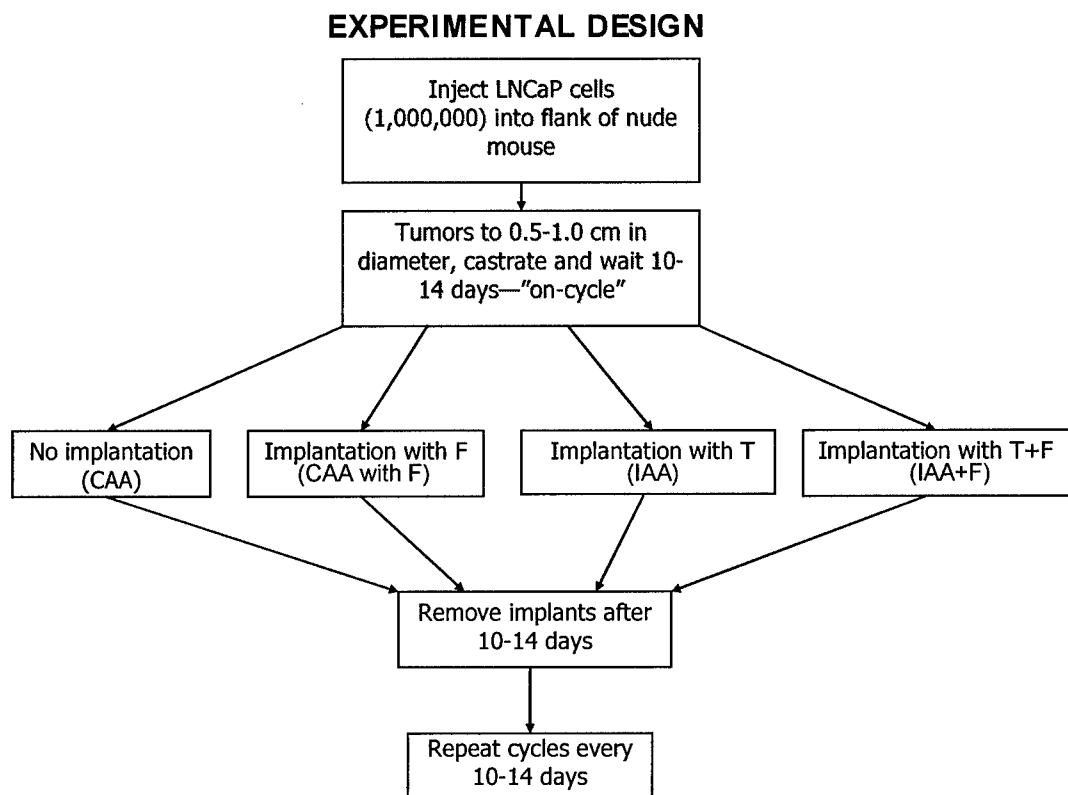 EXPERIMENTAL DESIGN
Inject LNCaP cells
(1,000,000) into flank of nude
mouse
Tumors to 0.5-1.0 cm in
diameter, castrate and wait 10-
14 days—"on-cycle"
No implantation
(CAA)
Implantation with F
(CAA with F)
Implantation with T
(IAA)
Implantation with T+F
(IAA+F)
Remove implants after
10-14 days
Repeat cycles every
10-14 days